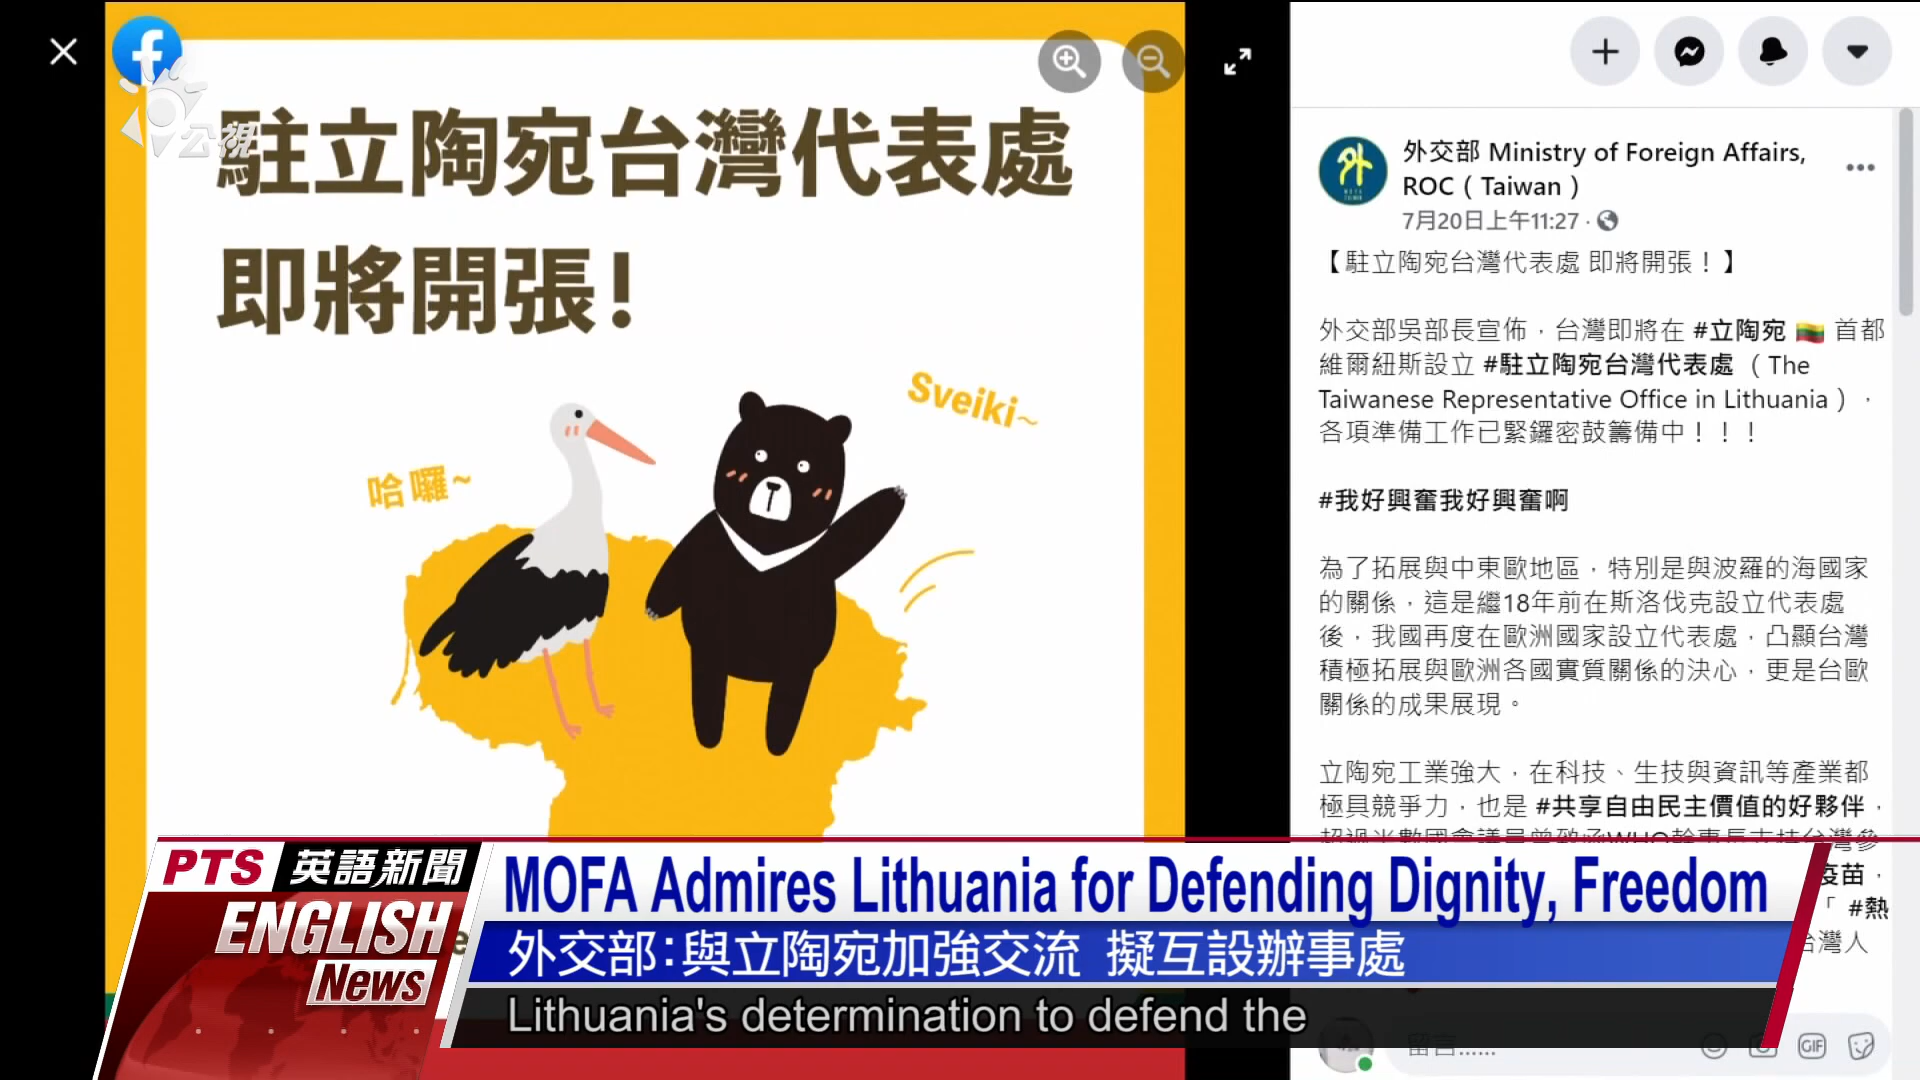 公視
駐立陶宛台灣代表處
即將開張!
Sveiki~
哈囉~
外交部 Ministry of Foreign Affairs,
ROC ( Taiwan )
7月20日上午11:27 ·
【駐立陶宛台灣代表處 即將開張！】
外交部吳部長宣佈，台灣即將在 #立陶宛 🇱🇹 首都
維爾紐斯設立 #駐立陶宛台灣代表處 （The
Taiwanese Representative Office in Lithuania），
各項準備工作已緊鑼密鼓籌備中！！！
#我好興奮我好興奮啊
為了拓展與中東歐地區，特別是與波羅的海國家
的關係，這是繼18年前在斯洛伐克設立代表處
後，我國再度在歐洲國家設立代表處，凸顯台灣
積極拓展與歐洲各國實質關係的決心，更是台歐
關係的成果展現。
立陶宛工業強大，在科技、生技與資訊等產業都
極具競爭力，也是 #共享自由民主價值的好夥伴，
疫苗，
「 #熱
台灣人
留言......
GIF
PTS 英語新聞
ENGLISH
News
MOFA Admires Lithuania for Defending Dignity, Freedom
外交部:與立陶宛加強交流 擬互設辦事處
Lithuania's determination to defend the